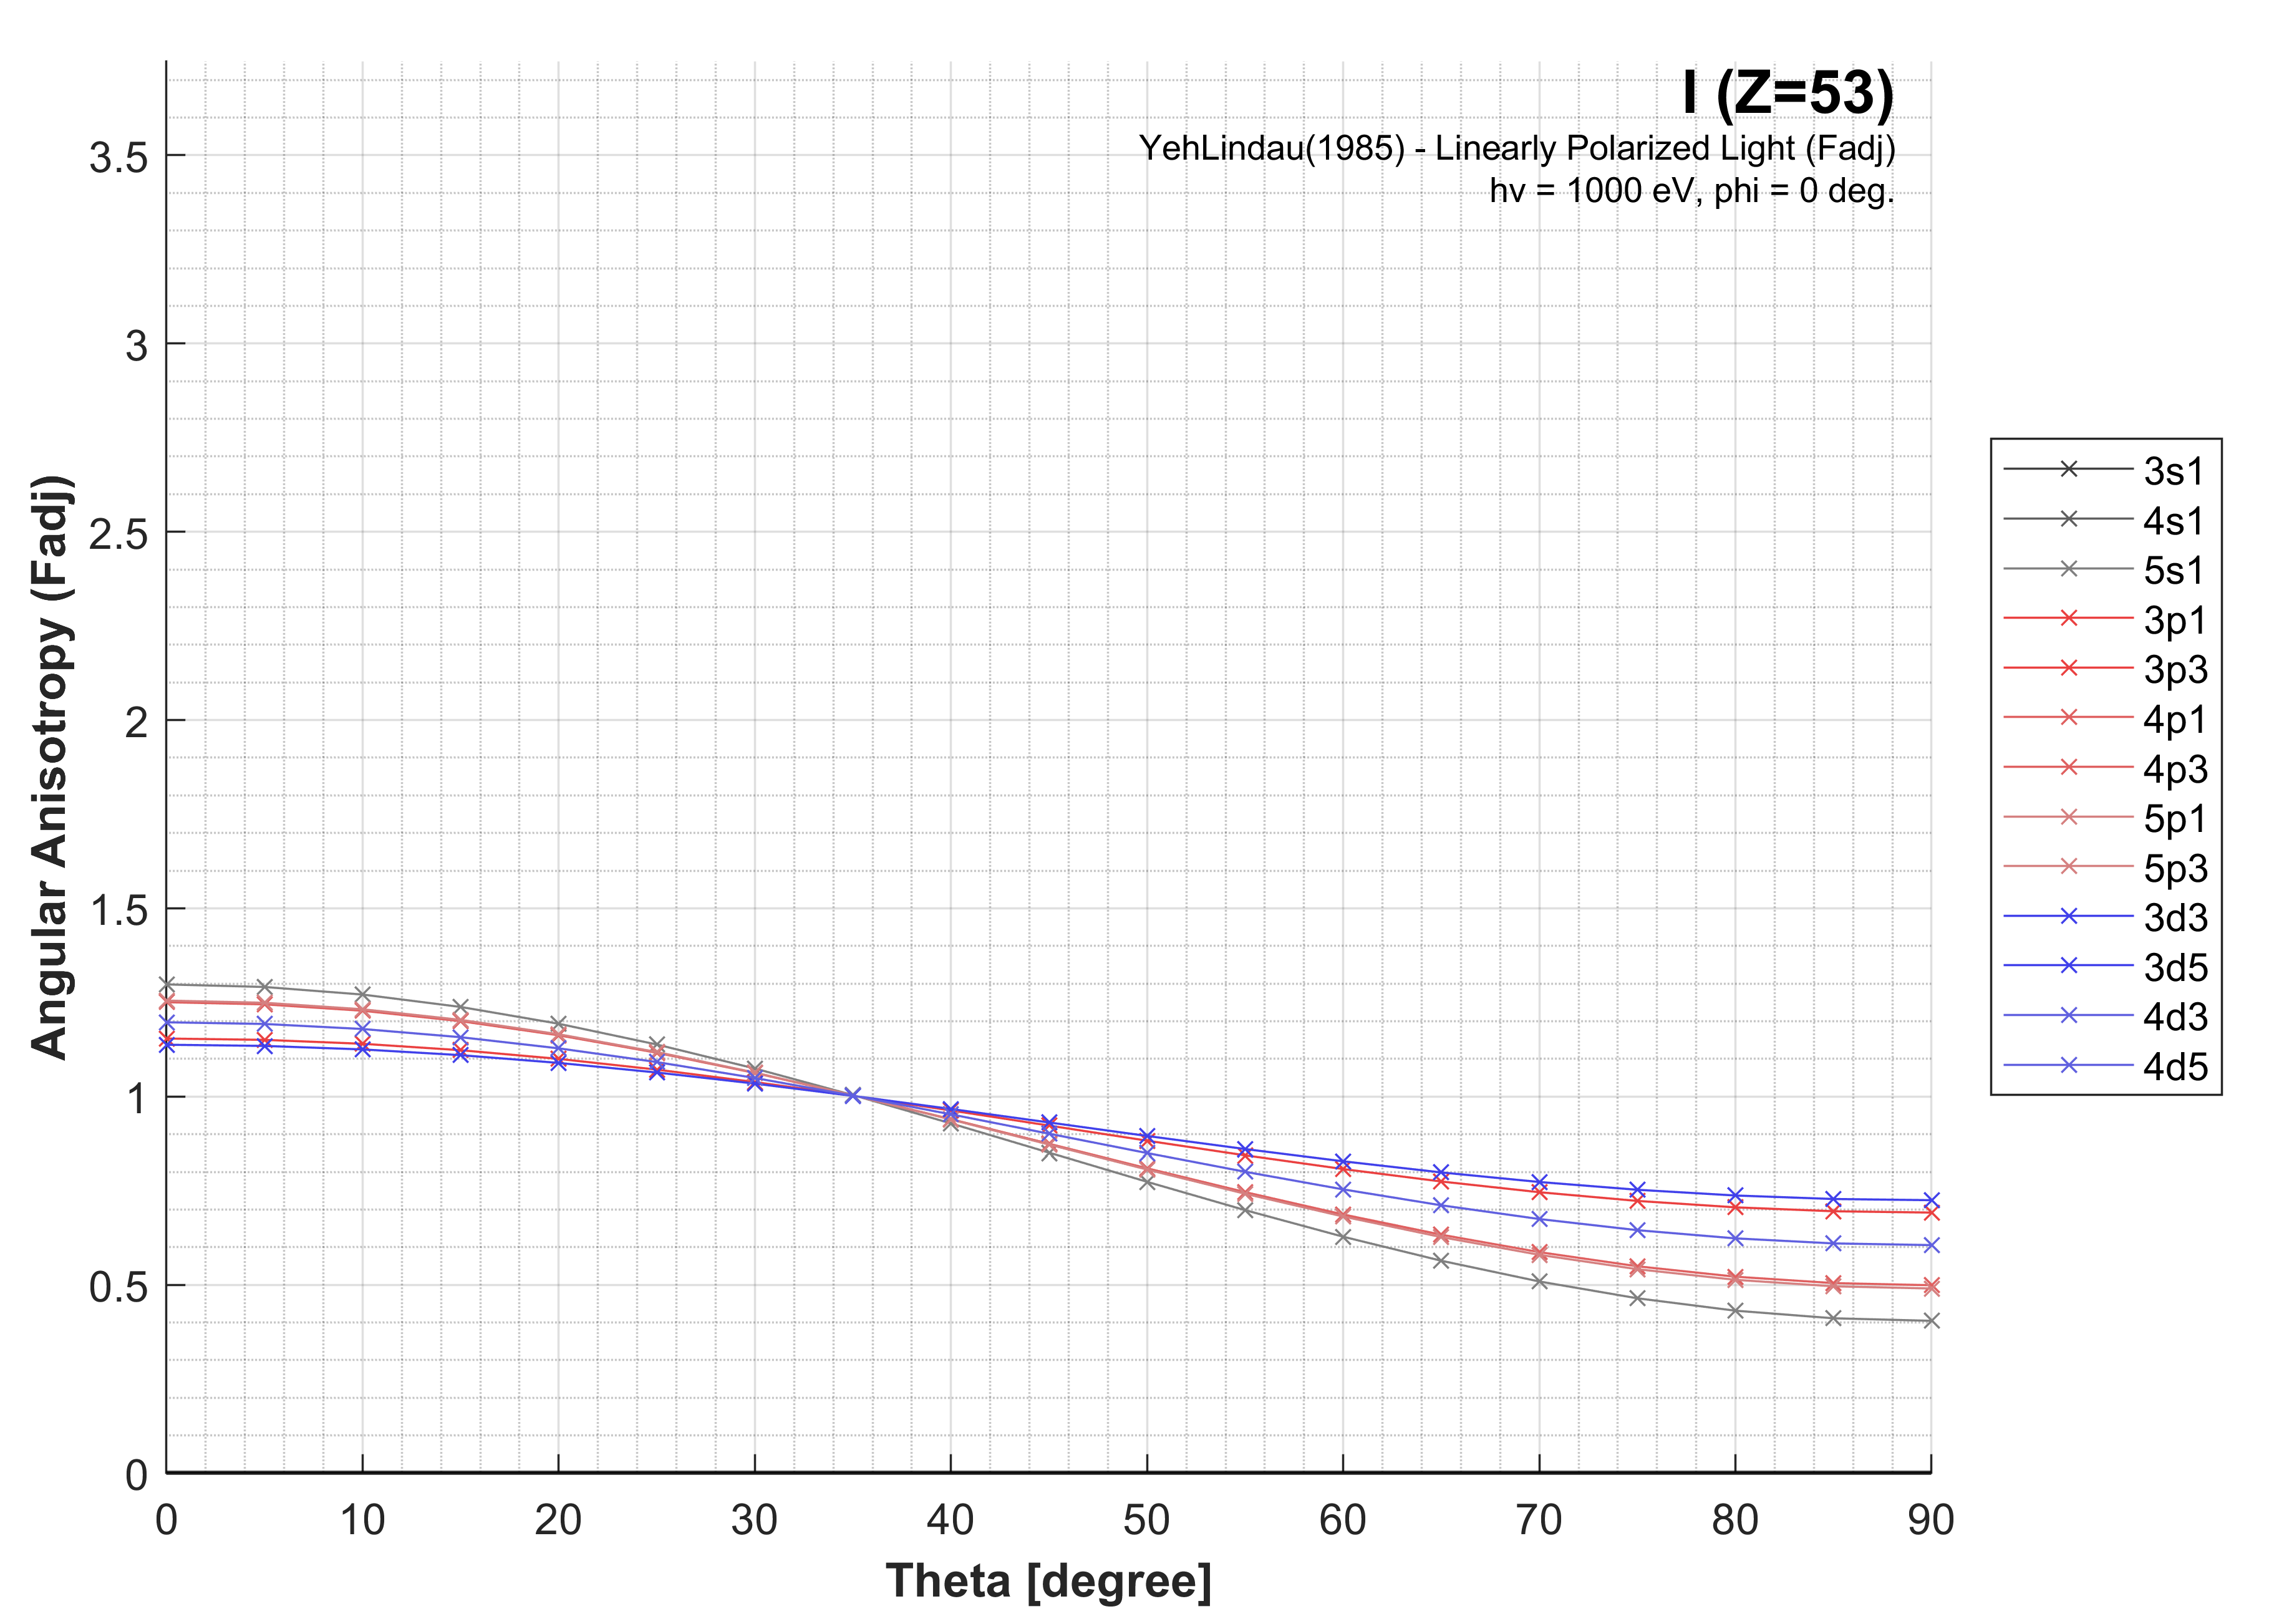 I (Z=53)
YehLindau(1985) - Linearly Polarized Light (Fadj)
hv = 1000 eV, phi = 0 deg.
Angular Anisotropy (Fadj)
3.5
3
2.5
2
1.5
1
0.5
0
0 10 20 30 40 50 60 70 80 90
Theta [degree]
3s1
4s1
5s1
3p1
3p3
4p1
4p3
5p1
5p3
3d3
3d5
4d3
4d5